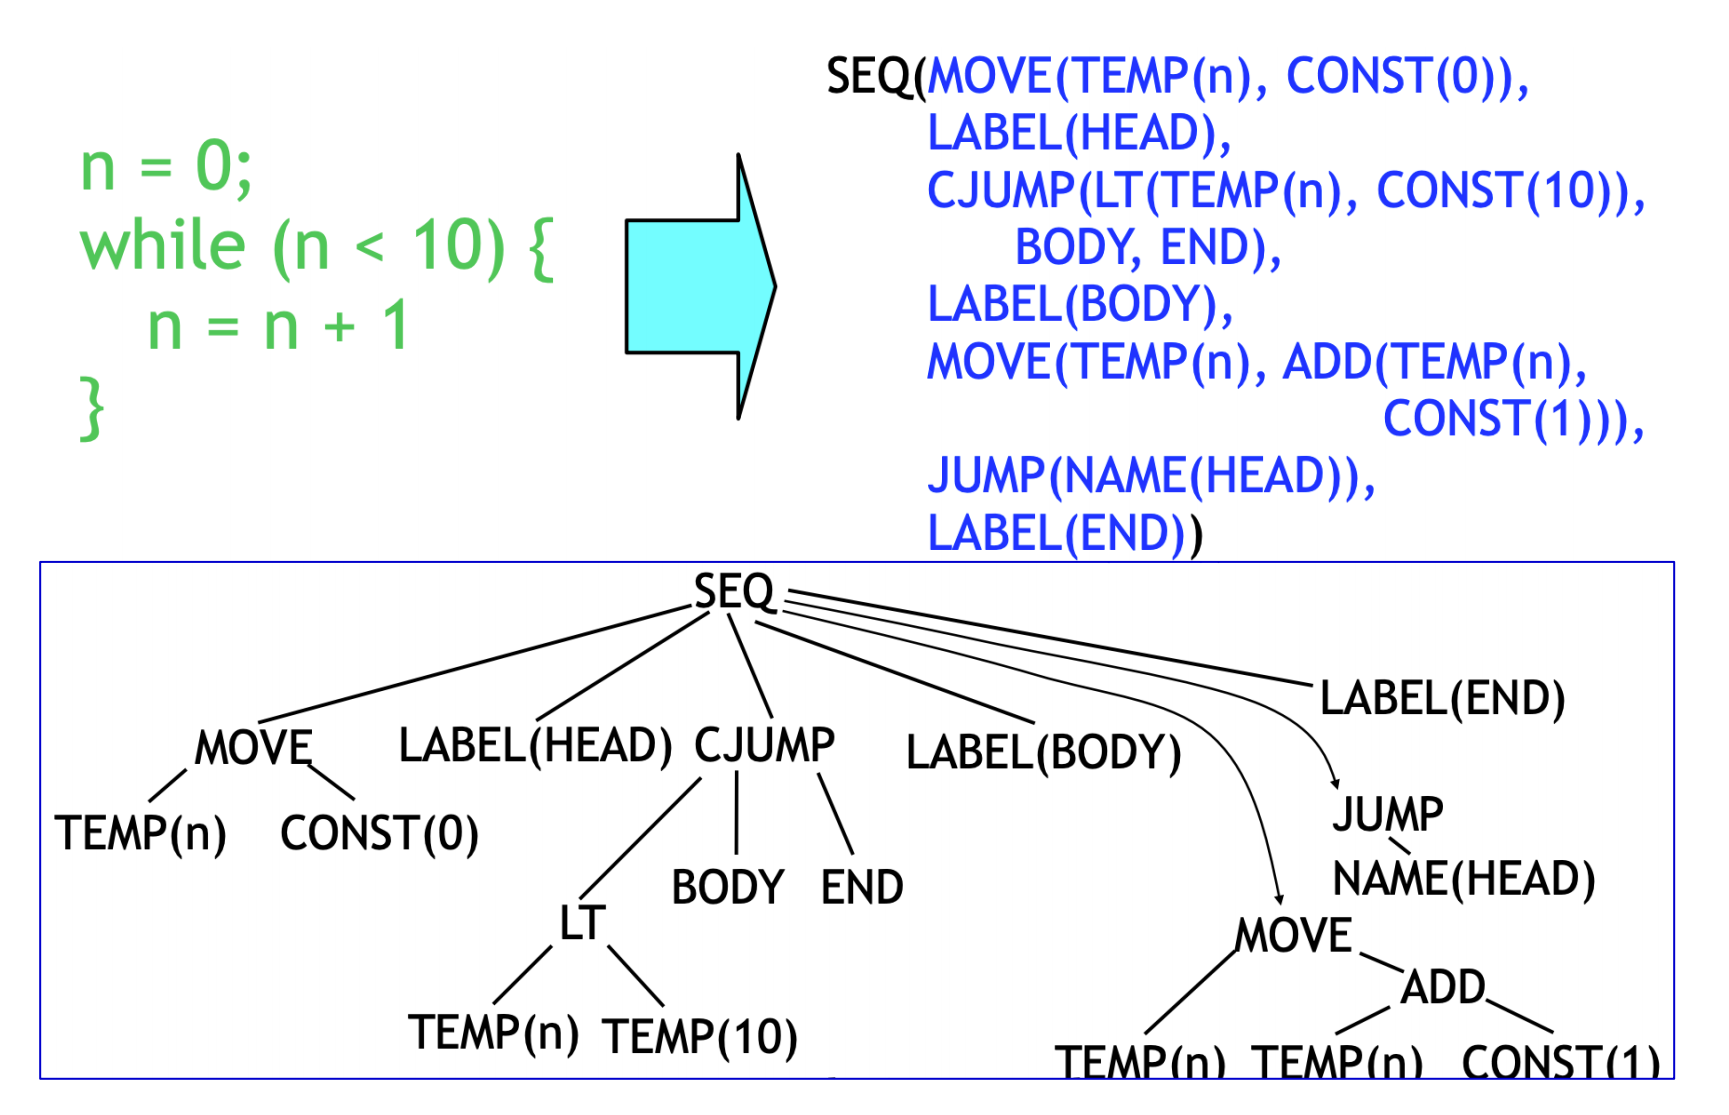 n = 0;
while (n < 10) {
n = n + 1
}
SEQ(MOVE(TEMP(n), CONST(0)),
LABEL(HEAD),
CJUMP(LT(TEMP(n), CONST(10)),
BODY, END),
LABEL(BODY),
MOVE(TEMP(n), ADD(TEMP(n),
CONST(1))),
JUMP(NAME(HEAD)),
LABEL(END))
SEQ
LABEL(END)
MOVE LABEL(HEAD) CJUMP LABEL(BODY)
JUMP
TEMP(n) CONST(0)
NAME(HEAD)
BODY END
LT
MOVE
ADD
TEMP(n) TEMP(10)
TEMP(n) TEMP(n) CONST(1)